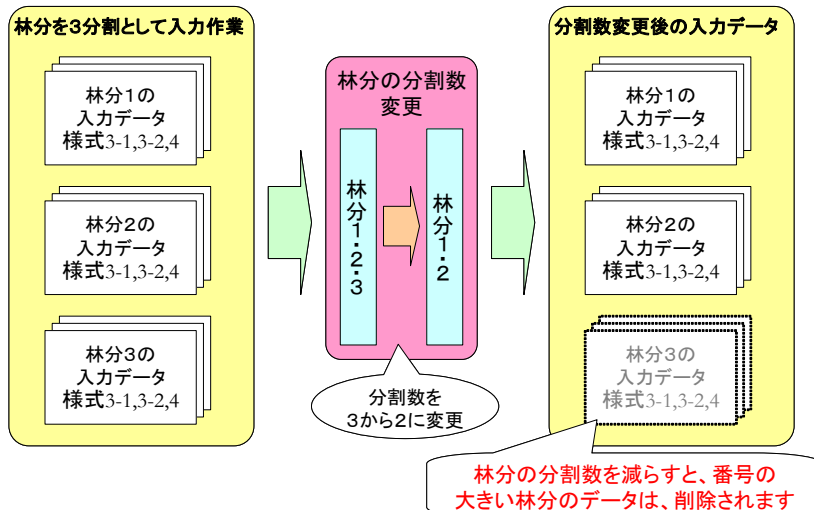 林分を３分割として入力作業
林分１の
入力データ
様式3-1,3-2,4
林分２の
入力データ
様式3-1,3-2,4
林分３の
入力データ
様式3-1,3-2,4
林分の分割数
変更
林分１・２・３
林分１・２
分割数を
３から２に変更
分割数変更後の入力データ
林分１の
入力データ
様式3-1,3-2,4
林分２の
入力データ
様式3-1,3-2,4
林分３の
入力データ
様式3-1,3-2,4
林分の分割数を減らすと、番号の
大きい林分のデータは、削除されます